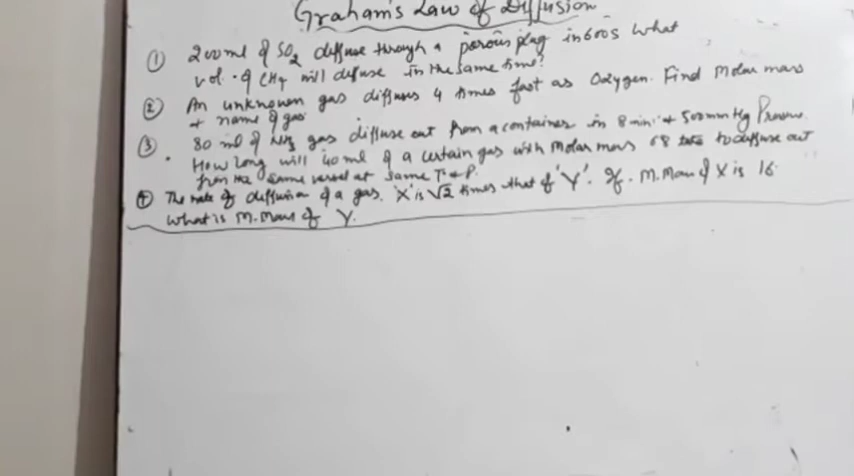 Graham's Law of Diffusion
① 200ml of SO2 diffuse through a porous plug in 600s What
vol. of CH4 will diffuse in the same time?
② An unknown gas diffuses 4 times fast as Oxygen. Find Molar mass
+ name of gas
③ 80 ml of NH3 gas diffuse out from a container in 8 min. + 500mm Hg Pressure.
How long will 40 ml of a certain gas with Molar mass 68 take to diffuse out
from the same vessel at same T + P.
④ The rate of diffusion of a gas. 'X' is √2 times that of 'Y'. If. M.Mass of X is 16
what is M.Mass of Y.